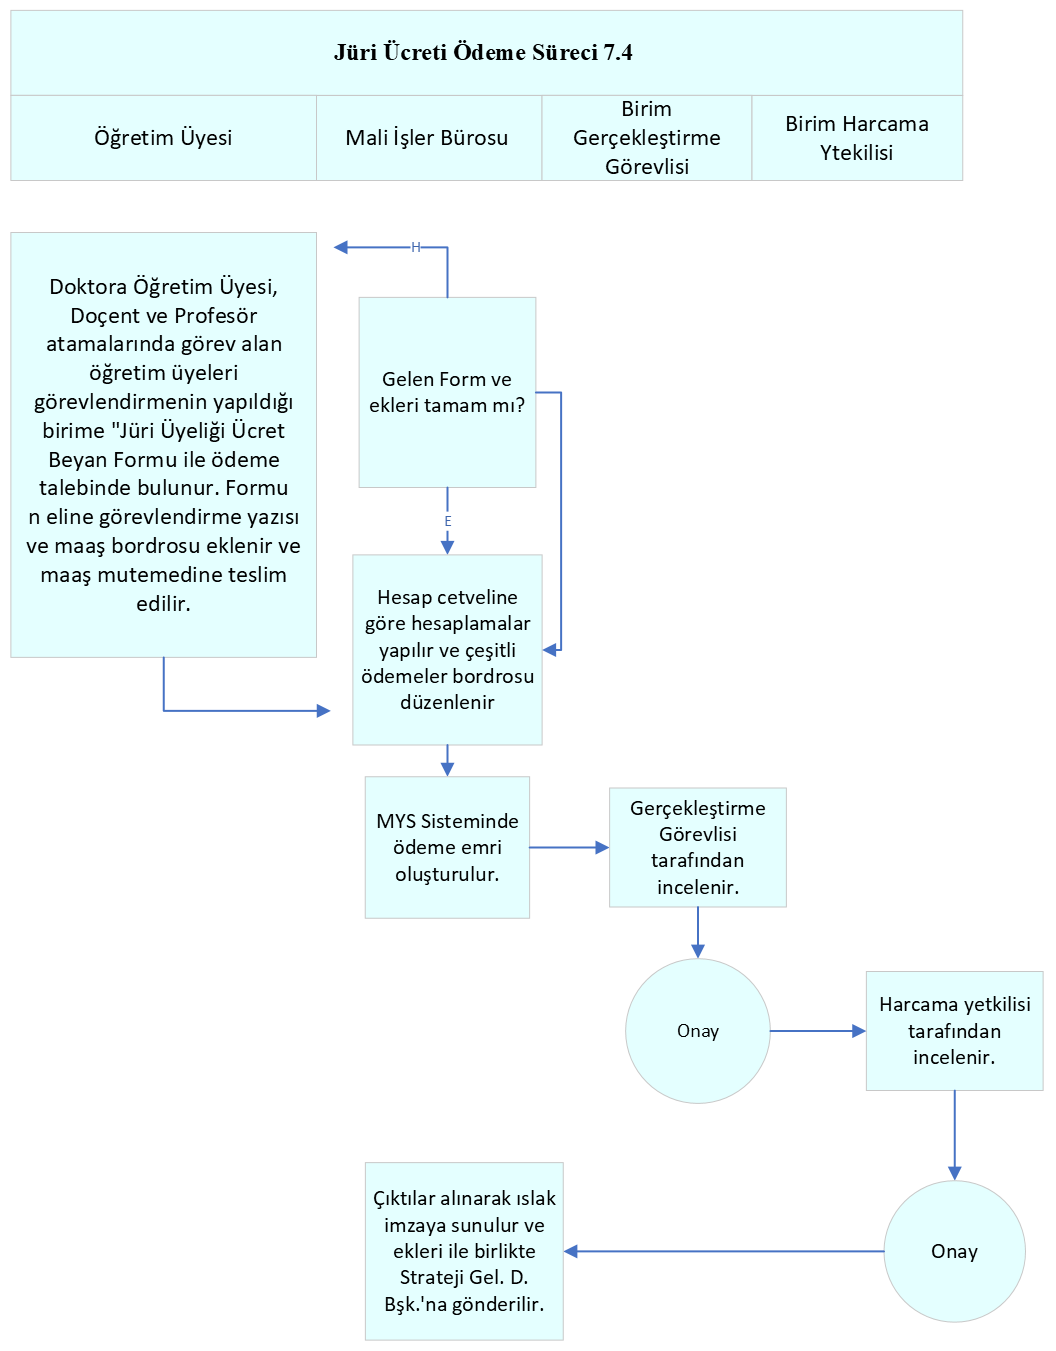 Jüri Ücreti Ödeme Süreci 7.4
Öğretim Üyesi
Mali İşler Bürosu
Birim
Gerçekleştirme
Görevlisi
Birim Harcama
Ytekilisi
H
Doktora Öğretim Üyesi,
Doçent ve Profesör
atamalarında görev alan
öğretim üyeleri
görevlendirmenin yapıldığı
birime "Jüri Üyeliği Ücret
Beyan Formu ile ödeme
talebinde bulunur. Formu
n eline görevlendirme yazısı
ve maaş bordrosu eklenir ve
maaş mutemedine teslim
edilir.
Gelen Form ve
ekleri tamam mı?
E
Hesap cetveline
göre hesaplamalar
yapılır ve çeşitli
ödemeler bordrosu
düzenlenir
MYS Sisteminde
ödeme emri
oluşturulur.
Gerçekleştirme
Görevlisi
tarafından
incelenir.
Onay
Harcama yetkilisi
tarafından
incelenir.
Onay
Çıktılar alınarak ıslak
imzaya sunulur ve
ekleri ile birlikte
Strateji Gel. D.
Bşk.'na gönderilir.